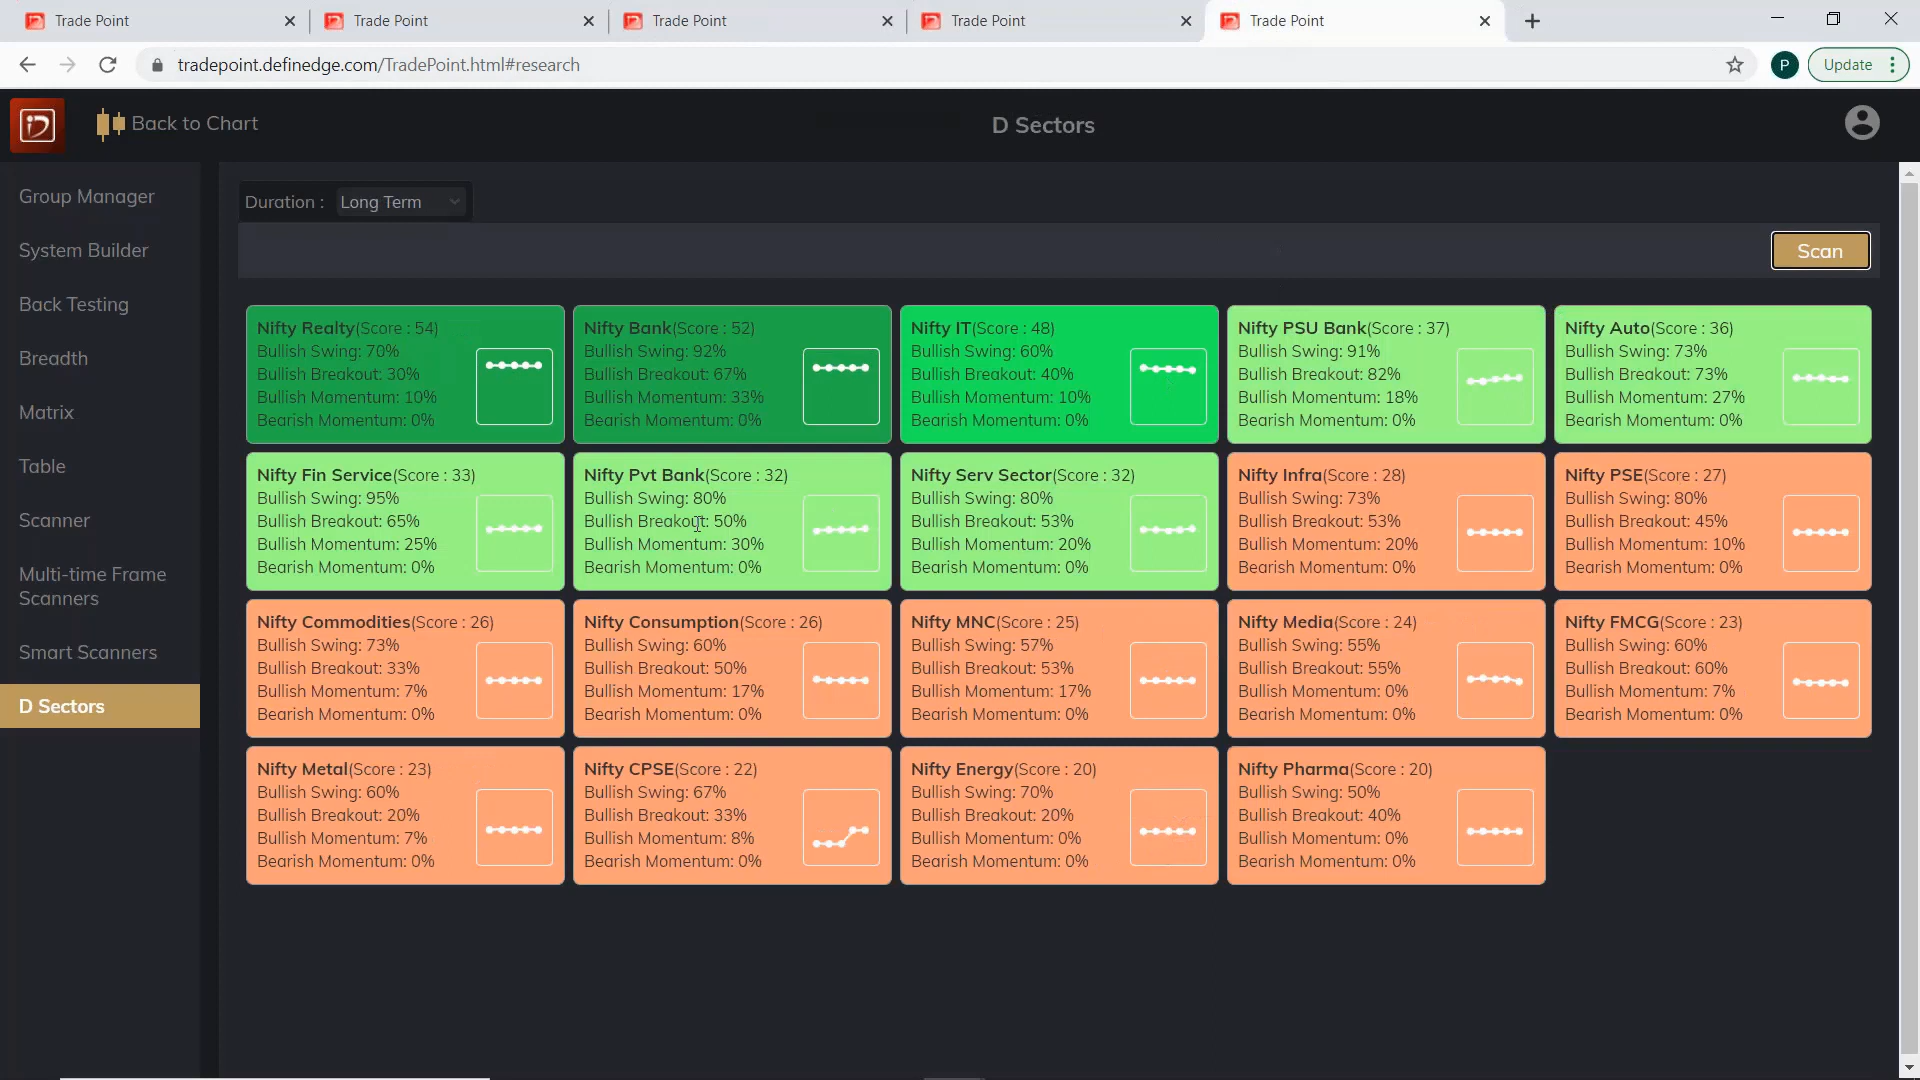 Trade Point
Trade Point
Trade Point
Trade Point
Trade Point
tradepoint.definedge.com/TradePoint.html#research
P
Update
Back to Chart
D Sectors
Group Manager
System Builder
Back Testing
Breadth
Matrix
Table
Scanner
Multi-time Frame
Scanners
Smart Scanners
D Sectors
Duration : Long Term
Scan
Nifty Realty(Score : 54)
Bullish Swing: 70%
Bullish Breakout: 30%
Bullish Momentum: 10%
Bearish Momentum: 0%
Nifty Bank(Score : 52)
Bullish Swing: 92%
Bullish Breakout: 67%
Bullish Momentum: 33%
Bearish Momentum: 0%
Nifty IT(Score : 48)
Bullish Swing: 60%
Bullish Breakout: 40%
Bullish Momentum: 10%
Bearish Momentum: 0%
Nifty PSU Bank(Score : 37)
Bullish Swing: 91%
Bullish Breakout: 82%
Bullish Momentum: 18%
Bearish Momentum: 0%
Nifty Auto(Score : 36)
Bullish Swing: 73%
Bullish Breakout: 73%
Bullish Momentum: 27%
Bearish Momentum: 0%
Nifty Fin Service(Score : 33)
Bullish Swing: 95%
Bullish Breakout: 65%
Bullish Momentum: 25%
Bearish Momentum: 0%
Nifty Pvt Bank(Score : 32)
Bullish Swing: 80%
Bullish Breakout: 50%
Bullish Momentum: 30%
Bearish Momentum: 0%
Nifty Serv Sector(Score : 32)
Bullish Swing: 80%
Bullish Breakout: 53%
Bullish Momentum: 20%
Bearish Momentum: 0%
Nifty Infra(Score : 28)
Bullish Swing: 73%
Bullish Breakout: 53%
Bullish Momentum: 20%
Bearish Momentum: 0%
Nifty PSE(Score : 27)
Bullish Swing: 80%
Bullish Breakout: 45%
Bullish Momentum: 10%
Bearish Momentum: 0%
Nifty Commodities(Score : 26)
Bullish Swing: 73%
Bullish Breakout: 33%
Bullish Momentum: 7%
Bearish Momentum: 0%
Nifty Consumption(Score : 26)
Bullish Swing: 60%
Bullish Breakout: 50%
Bullish Momentum: 17%
Bearish Momentum: 0%
Nifty MNC(Score : 25)
Bullish Swing: 57%
Bullish Breakout: 53%
Bullish Momentum: 17%
Bearish Momentum: 0%
Nifty Media(Score : 24)
Bullish Swing: 55%
Bullish Breakout: 55%
Bullish Momentum: 0%
Bearish Momentum: 0%
Nifty FMCG(Score : 23)
Bullish Swing: 60%
Bullish Breakout: 60%
Bullish Momentum: 7%
Bearish Momentum: 0%
Nifty Metal(Score : 23)
Bullish Swing: 60%
Bullish Breakout: 20%
Bullish Momentum: 7%
Bearish Momentum: 0%
Nifty CPSE(Score : 22)
Bullish Swing: 67%
Bullish Breakout: 33%
Bullish Momentum: 8%
Bearish Momentum: 0%
Nifty Energy(Score : 20)
Bullish Swing: 70%
Bullish Breakout: 20%
Bullish Momentum: 0%
Bearish Momentum: 0%
Nifty Pharma(Score : 20)
Bullish Swing: 50%
Bullish Breakout: 40%
Bullish Momentum: 0%
Bearish Momentum: 0%